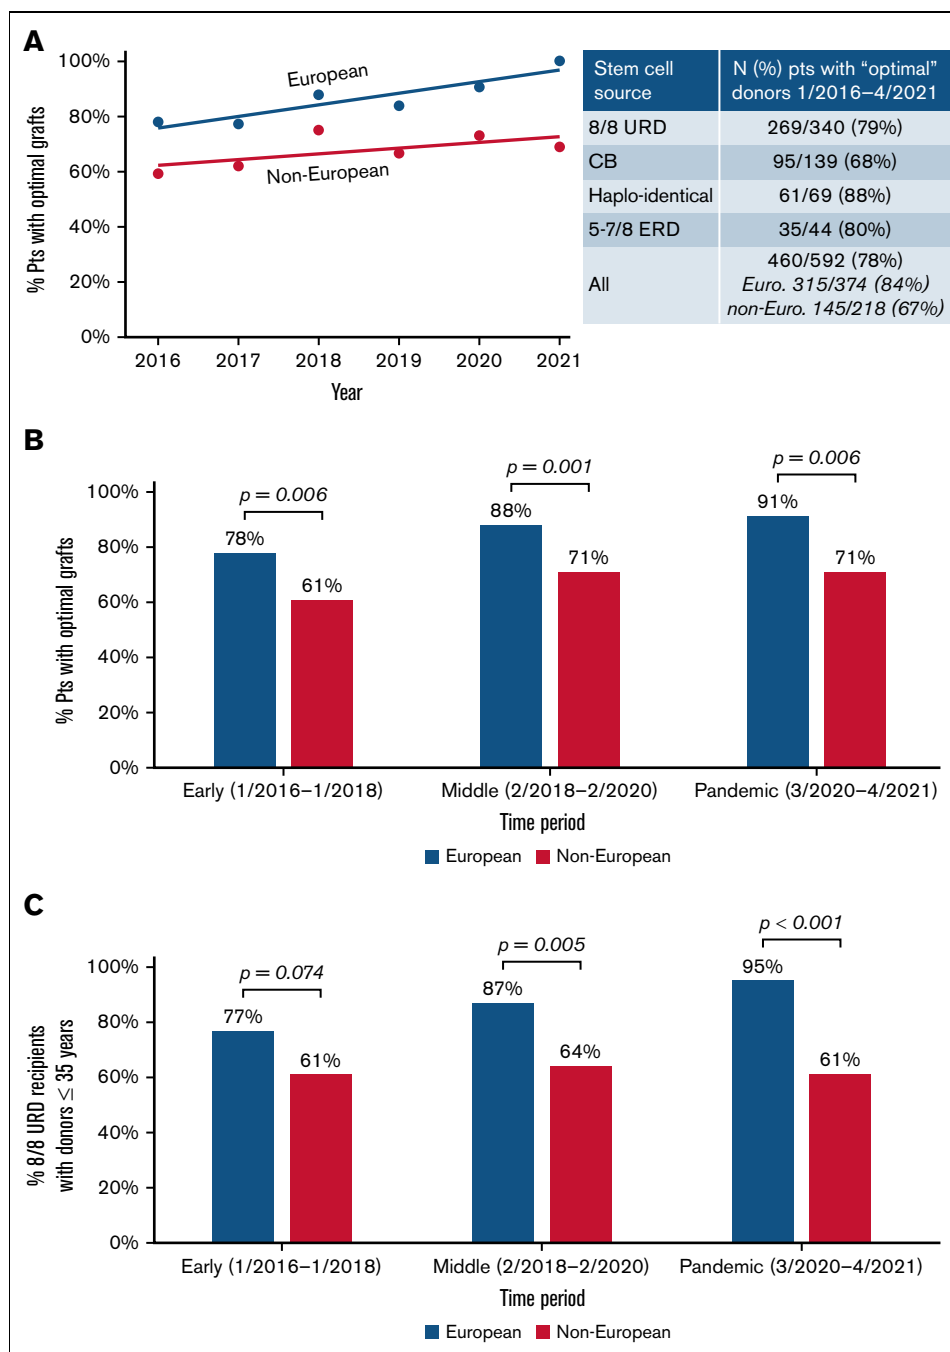 A
100%
80%
60%
40%
20%
0%
% Pts with optimal grafts
European
Non-European
2016 2017 2018 2019 2020 2021
Year
Stem cell source
N (%) pts with "optimal" donors 1/2016–4/2021
8/8 URD 269/340 (79%)
CB 95/139 (68%)
Haplo-identical 61/69 (88%)
5-7/8 ERD 35/44 (80%)
All
460/592 (78%)
Euro. 315/374 (84%)
non-Euro. 145/218 (67%)
B
100%
80%
60%
40%
20%
0%
% Pts with optimal grafts
p = 0.006
78%
61%
p = 0.001
88%
71%
p = 0.006
91%
71%
Early (1/2016–1/2018) Middle (2/2018–2/2020) Pandemic (3/2020–4/2021)
Time period
European Non-European
C
100%
80%
60%
40%
20%
0%
% 8/8 URD recipients
with donors ≤ 35 years
p = 0.074
77%
61%
p = 0.005
87%
64%
p < 0.001
95%
61%
Early (1/2016–1/2018) Middle (2/2018–2/2020) Pandemic (3/2020–4/2021)
Time period
European Non-European